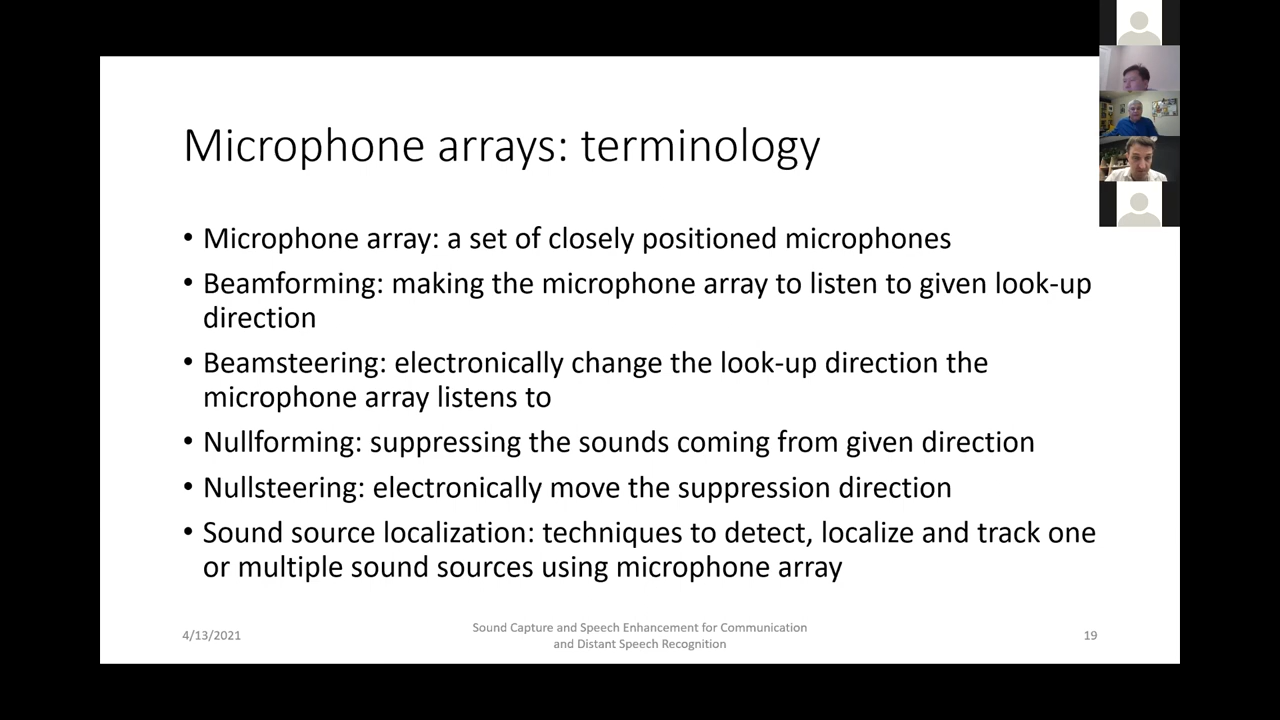 Microphone arrays: terminology
• Microphone array: a set of closely positioned microphones
• Beamforming: making the microphone array to listen to given look-up
direction
• Beamsteering: electronically change the look-up direction the
microphone array listens to
• Nullforming: suppressing the sounds coming from given direction
• Nullsteering: electronically move the suppression direction
• Sound source localization: techniques to detect, localize and track one
or multiple sound sources using microphone array
4/13/2021
Sound Capture and Speech Enhancement for Communication
and Distant Speech Recognition
19